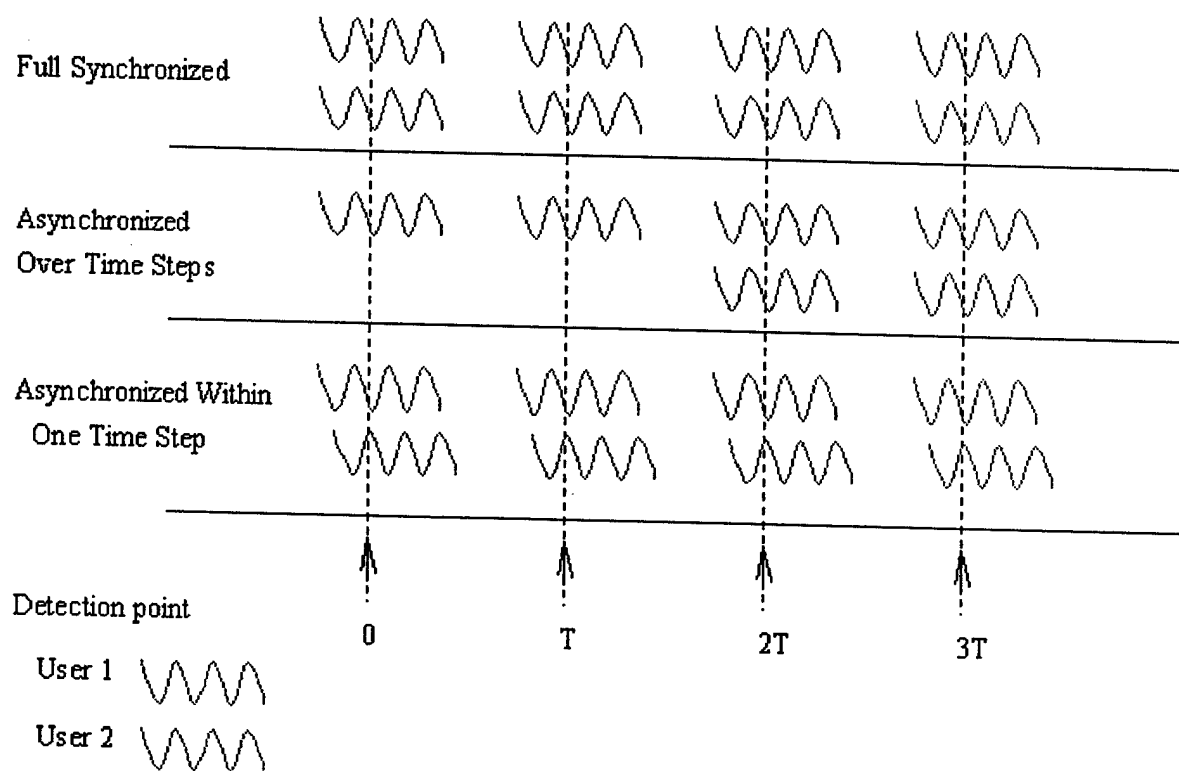 Full Synchronized
Asynchronized
Over Time Steps
Asynchronized Within
One Time Step
Detection point
0
T
2T
3T
User 1
User 2